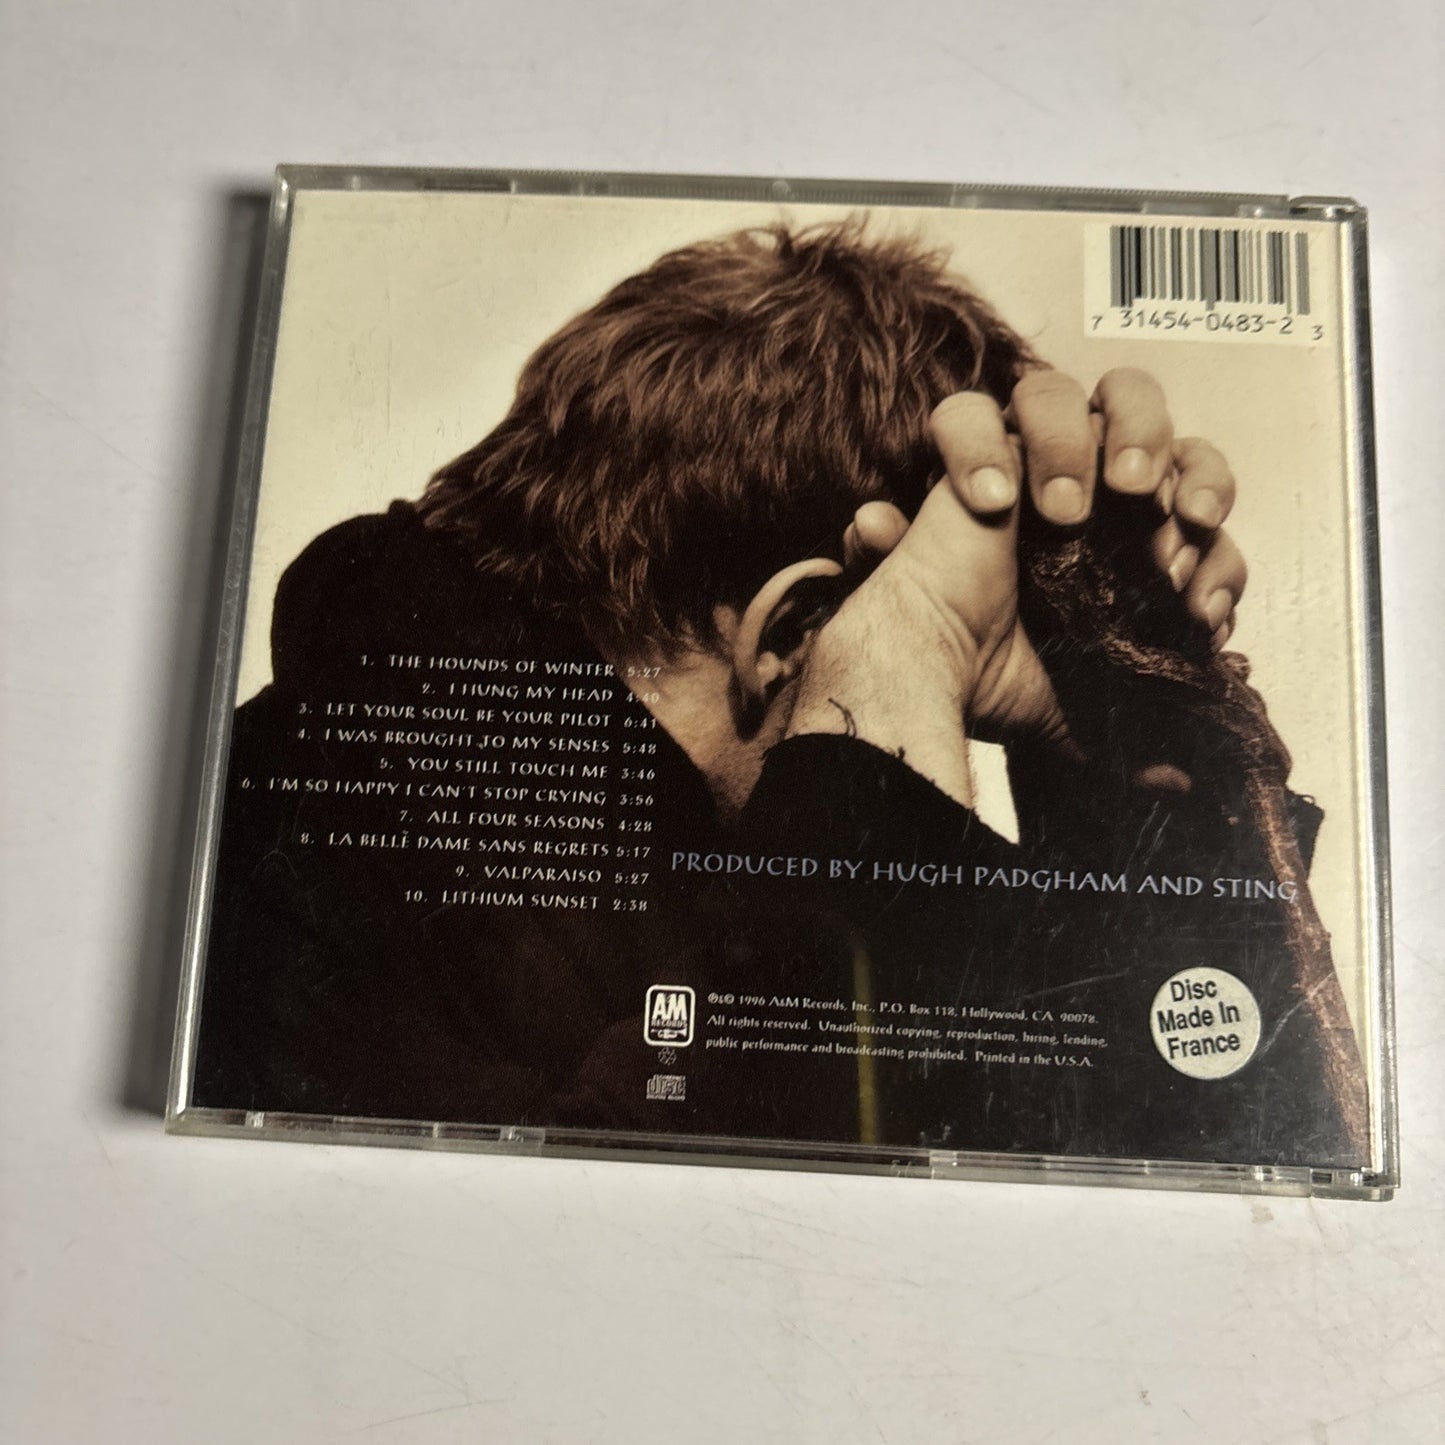 7 31454-0483-2 3
1. THE HOUNDS OF WINTER 5:27
2. I HUNG MY HEAD 4:40
3. LET YOUR SOUL BE YOUR PILOT 6:41
4. I WAS BROUGHT TO MY SENSES 5:48
5. YOU STILL TOUCH ME 3:46
6. I'M SO HAPPY I CAN'T STOP CRYING 3:56
7. ALL FOUR SEASONS 4:28
8. LA BELLE DAME SANS REGRETS 5:17
9. VALPARAISO 5:27
10. LITHIUM SUNSET 2:38
PRODUCED BY HUGH PADGHAM AND STING
A&M
RECORDS
℗&© 1996 A&M Records, Inc., P.O. Box 118, Hollywood, CA 90078.
All rights reserved. Unauthorized copying, reproduction, hiring, lending,
public performance and broadcasting prohibited. Printed in the U.S.A.
COMPACT
disc
DIGITAL AUDIO
Disc
Made In
France